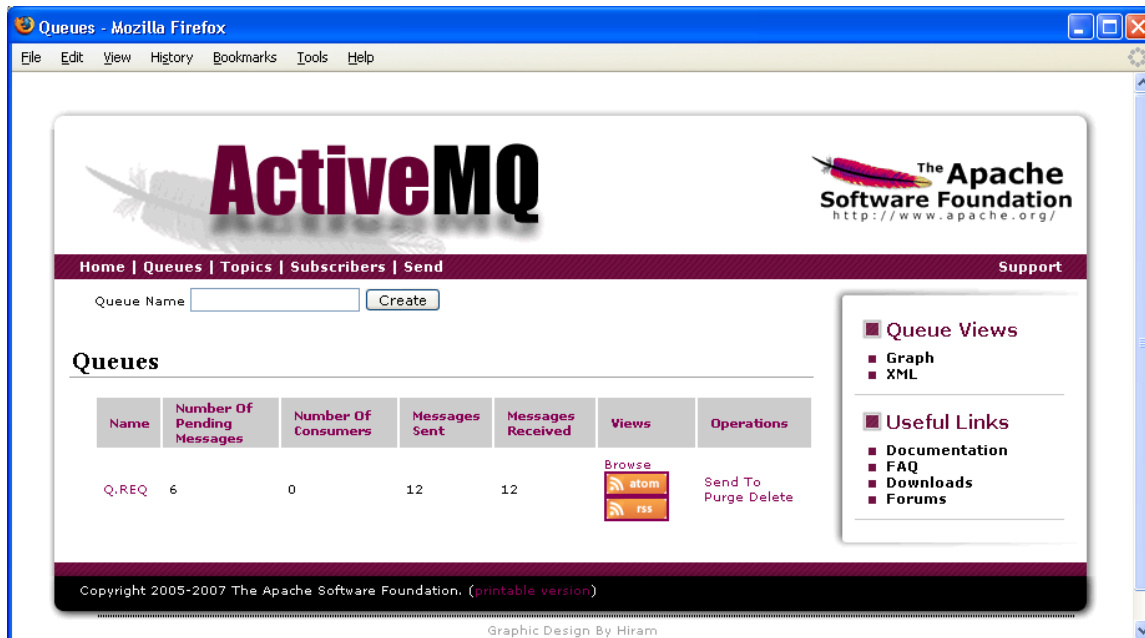 Queues - Mozilla Firefox
File Edit View History Bookmarks Tools Help
ActiveMQ
The Apache
Software Foundation
http://www.apache.org/
Home | Queues | Topics | Subscribers | Send
Support
Queue Name
Create
Queues
Name
Number Of
Pending
Messages
Number Of
Consumers
Messages
Sent
Messages
Received
Views
Operations
Q.REQ
6
0
12
12
Browse
atom
rss
Send To
Purge Delete
Queue Views
Graph
XML
Useful Links
Documentation
FAQ
Downloads
Forums
Copyright 2005-2007 The Apache Software Foundation. (printable version)
Graphic Design By Hiram